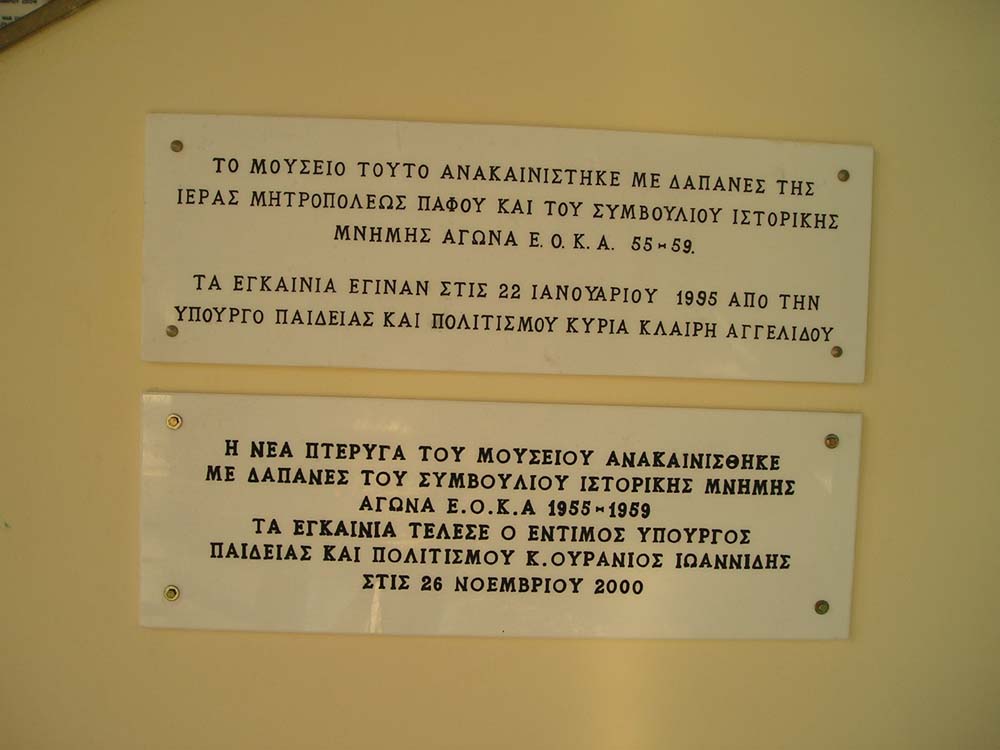 ΤΟ ΜΟΥΣΕΙΟ ΤΟΥΤΟ ΑΝΑΚΑΙΝΙΣΤΗΚΕ ΜΕ ΔΑΠΑΝΕΣ ΤΗΣ
ΙΕΡΑΣ ΜΗΤΡΟΠΟΛΕΩΣ ΠΑΦΟΥ ΚΑΙ ΤΟΥ ΣΥΜΒΟΥΛΙΟΥ ΙΣΤΟΡΙΚΗΣ
ΜΝΗΜΗΣ ΑΓΩΝΑ Ε. Ο. Κ. Α. 55-59.
ΤΑ ΕΓΚΑΙΝΙΑ ΕΓΙΝΑΝ ΣΤΙΣ 22 ΙΑΝΟΥΑΡΙΟΥ 1995 ΑΠΟ ΤΗΝ
ΥΠΟΥΡΓΟ ΠΑΙΔΕΙΑΣ ΚΑΙ ΠΟΛΙΤΙΣΜΟΥ ΚΥΡΙΑ ΚΛΑΙΡΗ ΑΓΓΕΛΙΔΟΥ
Η ΝΕΑ ΠΤΕΡΥΓΑ ΤΟΥ ΜΟΥΣΕΙΟΥ ΑΝΑΚΑΙΝΙΣΘΗΚΕ
ΜΕ ΔΑΠΑΝΕΣ ΤΟΥ ΣΥΜΒΟΥΛΙΟΥ ΙΣΤΟΡΙΚΗΣ ΜΝΗΜΗΣ
ΑΓΩΝΑ Ε.Ο.Κ.Α 1955-1959
ΤΑ ΕΓΚΑΙΝΙΑ ΤΕΛΕΣΕ Ο ΕΝΤΙΜΟΣ ΥΠΟΥΡΓΟΣ
ΠΑΙΔΕΙΑΣ ΚΑΙ ΠΟΛΙΤΙΣΜΟΥ Κ.ΟΥΡΑΝΙΟΣ ΙΩΑΝΝΙΔΗΣ
ΣΤΙΣ 26 ΝΟΕΜΒΡΙΟΥ 2000